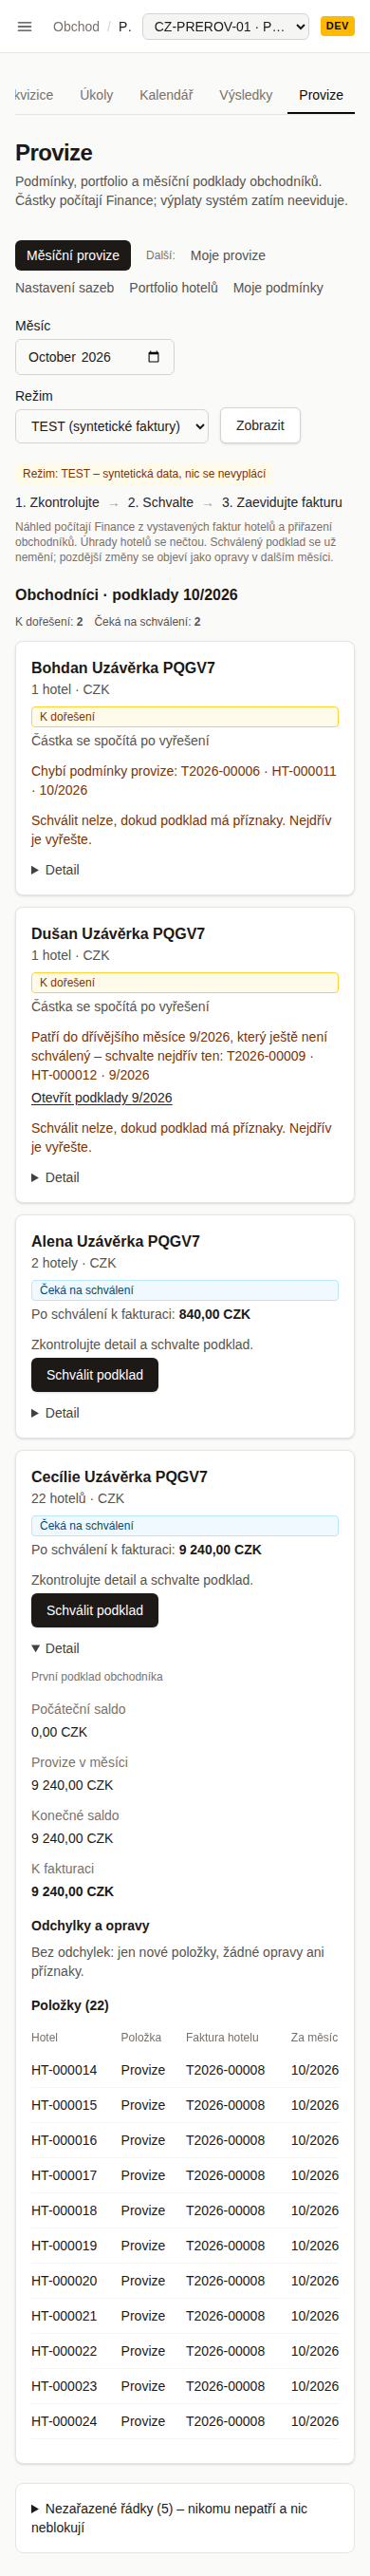 Obchod / P.
CZ-PREROV-01 · P…
DEV
kvizice Úkoly Kalendář Výsledky Provize
Provize
Podmínky, portfolio a měsíční podklady obchodníků.
Částky počítají Finance; výplaty systém zatím neeviduje.
Měsíční provize Další: Moje provize
Nastavení sazeb Portfolio hotelů Moje podmínky
Měsíc
October 2026
Režim
TEST (syntetické faktury) Zobrazit
Režim: TEST – syntetická data, nic se nevyplácí
1. Zkontrolujte → 2. Schvalte → 3. Zaevidujte fakturu
Náhled počítají Finance z vystavených faktur hotelů a přiřazení
obchodníků. Úhrady hotelů se nečtou. Schválený podklad se už
nemění; pozdější změny se objeví jako opravy v dalším měsíci.
Obchodníci · podklady 10/2026
K dořešení: 2 Čeká na schválení: 2
Bohdan Uzávěrka PQGV7
1 hotel · CZK
K dořešení
Částka se spočítá po vyřešení
Chybí podmínky provize: T2026-00006 · HT-000011
· 10/2026
Schválit nelze, dokud podklad má příznaky. Nejdřív
je vyřešte.
▶ Detail
Dušan Uzávěrka PQGV7
1 hotel · CZK
K dořešení
Částka se spočítá po vyřešení
Patří do dřívějšího měsíce 9/2026, který ještě není
schválený – schvalte nejdřív ten: T2026-00009 ·
HT-000012 · 9/2026
Otevřít podklady 9/2026
Schválit nelze, dokud podklad má příznaky. Nejdřív
je vyřešte.
▶ Detail
Alena Uzávěrka PQGV7
2 hotely · CZK
Čeká na schválení
Po schválení k fakturaci: 840,00 CZK
Zkontrolujte detail a schvalte podklad.
Schválit podklad
▶ Detail
Cecílie Uzávěrka PQGV7
22 hotelů · CZK
Čeká na schválení
Po schválení k fakturaci: 9 240,00 CZK
Zkontrolujte detail a schvalte podklad.
Schválit podklad
▼ Detail
První podklad obchodníka
Počáteční saldo
0,00 CZK
Provize v měsíci
9 240,00 CZK
Konečné saldo
9 240,00 CZK
K fakturaci
9 240,00 CZK
Odchylky a opravy
Bez odchylek: jen nové položky, žádné opravy ani
příznaky.
Položky (22)
Hotel Položka Faktura hotelu Za měsíc
HT-000014 Provize T2026-00008 10/2026
HT-000015 Provize T2026-00008 10/2026
HT-000016 Provize T2026-00008 10/2026
HT-000017 Provize T2026-00008 10/2026
HT-000018 Provize T2026-00008 10/2026
HT-000019 Provize T2026-00008 10/2026
HT-000020 Provize T2026-00008 10/2026
HT-000021 Provize T2026-00008 10/2026
HT-000022 Provize T2026-00008 10/2026
HT-000023 Provize T2026-00008 10/2026
HT-000024 Provize T2026-00008 10/2026
▶ Nezařazené řádky (5) – nikomu nepatří a nic
neblokují